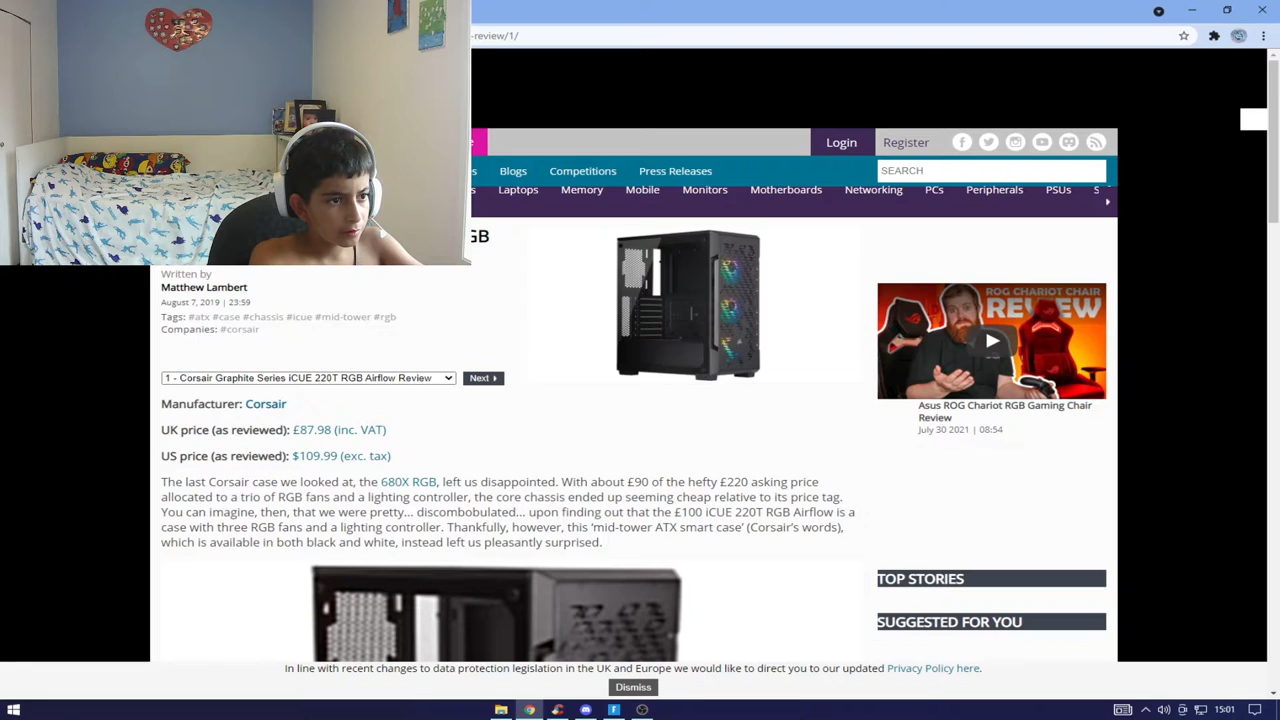 -review/1/
Login
Register
Blogs
Competitions
Press Releases
SEARCH
Laptops
Memory
Mobile
Monitors
Motherboards
Networking
PCs
Peripherals
PSUs
S
GB
Written by
Matthew Lambert
August 7, 2019 | 23:59
Tags: #atx #case #chassis #icue #mid-tower #rgb
Companies: #corsair
1 - Corsair Graphite Series iCUE 220T RGB Airflow Review
Next
Manufacturer: Corsair
UK price (as reviewed): £87.98 (inc. VAT)
US price (as reviewed): $109.99 (exc. tax)
The last Corsair case we looked at, the 680X RGB, left us disappointed. With about £90 of the hefty £220 asking price
allocated to a trio of RGB fans and a lighting controller, the core chassis ended up seeming cheap relative to its price tag.
You can imagine, then, that we were pretty... discombobulated... upon finding out that the £100 iCUE 220T RGB Airflow is a
case with three RGB fans and a lighting controller. Thankfully, however, this ‘mid-tower ATX smart case’ (Corsair’s words),
which is available in both black and white, instead left us pleasantly surprised.
ROG CHARIOT CHAIR
REVIEW
Asus ROG Chariot RGB Gaming Chair
Review
July 30 2021 | 08:54
TOP STORIES
SUGGESTED FOR YOU
In line with recent changes to data protection legislation in the UK and Europe we would like to direct you to our updated Privacy Policy here.
Dismiss
15:01